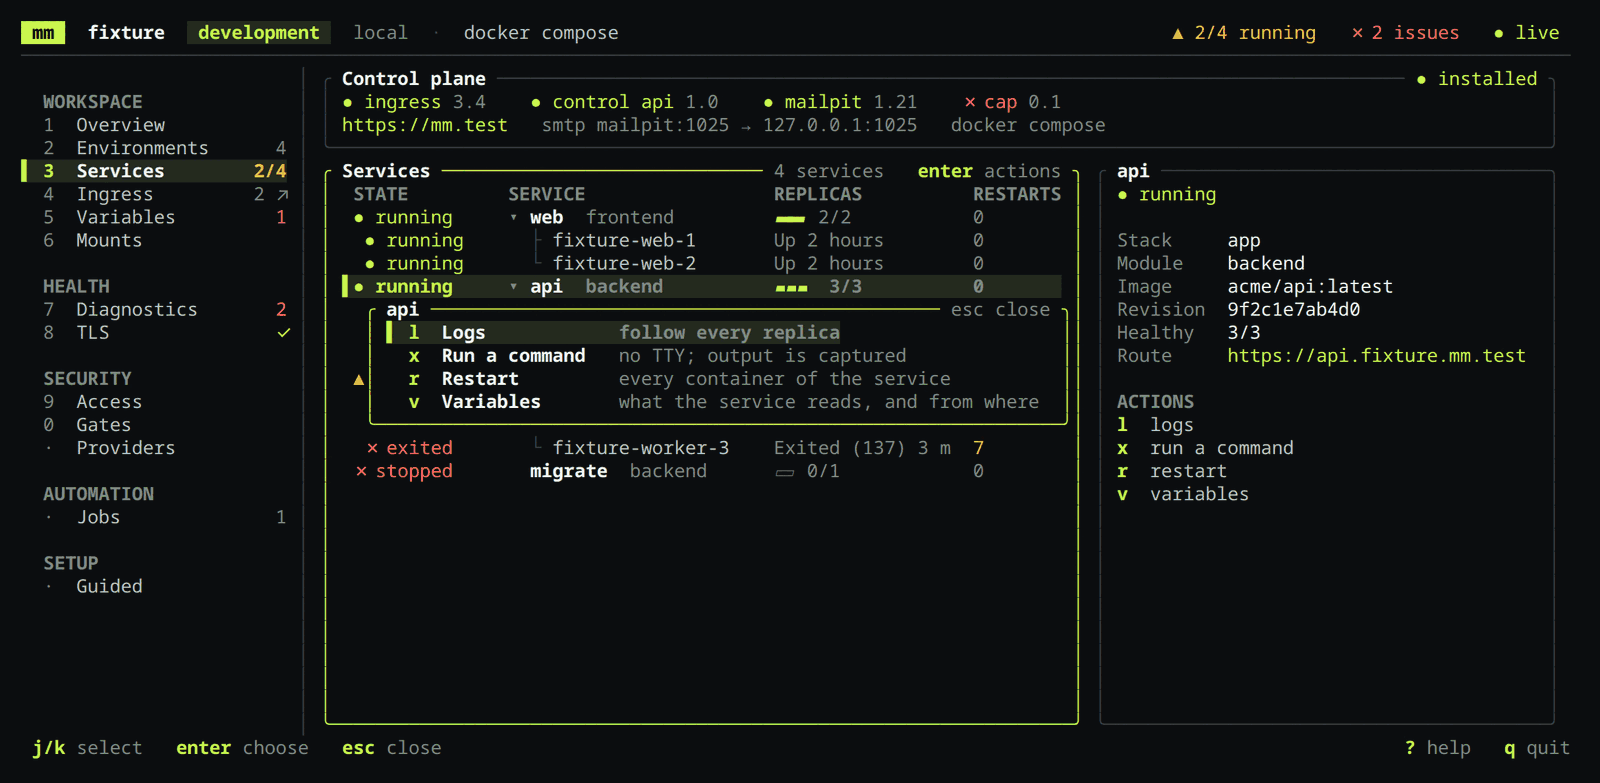 mm fixture development local · docker compose ▲ 2/4 running × 2 issues ● live
Control plane ● installed
WORKSPACE ● ingress 3.4 ● control api 1.0 ● mailpit 1.21 × cap 0.1
1 Overview https://mm.test smtp mailpit:1025 → 127.0.0.1:1025 docker compose
2 Environments 4
3 Services 2/4 Services 4 services enter actions api
4 Ingress 2 ↗ STATE SERVICE REPLICAS RESTARTS ● running
5 Variables 1 ● running ▾ web frontend 2/2 0
6 Mounts ● running ├ fixture-web-1 Up 2 hours 0 Stack app
● running └ fixture-web-2 Up 2 hours 0 Module backend
HEALTH ● running ▾ api backend 3/3 0 Image acme/api:latest
7 Diagnostics 2 api esc close Revision 9f2c1e7ab4d0
8 TLS ✓ l Logs follow every replica Healthy 3/3
x Run a command no TTY; output is captured Route https://api.fixture.mm.test
SECURITY ▲ r Restart every container of the service
9 Access v Variables what the service reads, and from where ACTIONS
0 Gates l logs
· Providers × exited └ fixture-worker-3 Exited (137) 3 m 7 x run a command
× stopped migrate backend 0/1 0 r restart
AUTOMATION v variables
· Jobs 1
SETUP
· Guided
j/k select enter choose esc close ? help q quit